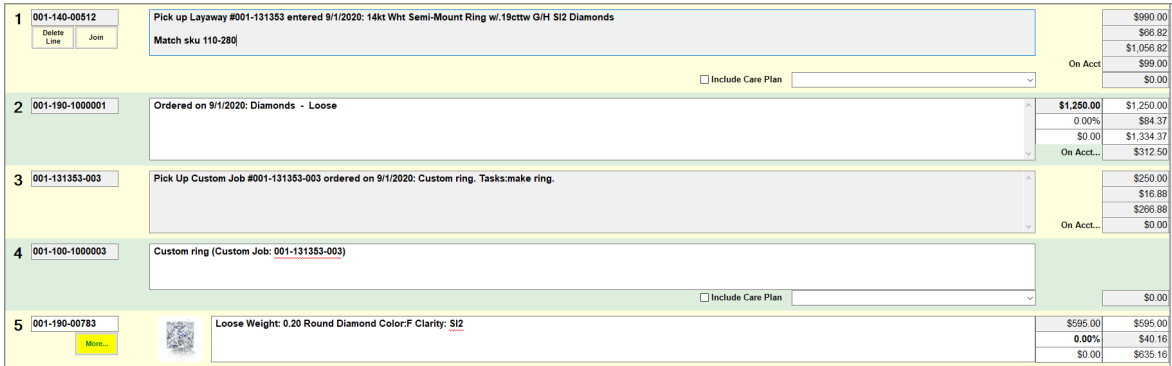 1 001-140-00512 Pick up Layaway #001-131353 entered 9/1/2020: 14kt Wht Semi-Mount Ring w/.19cttw G/H SI2 Diamonds $990.00
Delete Line Join Match sku 110-280 $66.82
$1,056.82
On Acct $99.00
Include Care Plan $0.00
2 001-190-1000001 Ordered on 9/1/2020: Diamonds - Loose $1,250.00 $1,250.00
0.00% $84.37
$0.00 $1,334.37
On Acct... $312.50
3 001-131353-003 Pick Up Custom Job #001-131353-003 ordered on 9/1/2020: Custom ring. Tasks:make ring. $250.00
$16.88
$266.88
On Acct... $0.00
4 001-100-1000003 Custom ring (Custom Job: 001-131353-003)
Include Care Plan $0.00
5 001-190-00783 Loose Weight: 0.20 Round Diamond Color:F Clarity: SI2 $595.00 $595.00
More... 0.00% $40.16
$0.00 $635.16